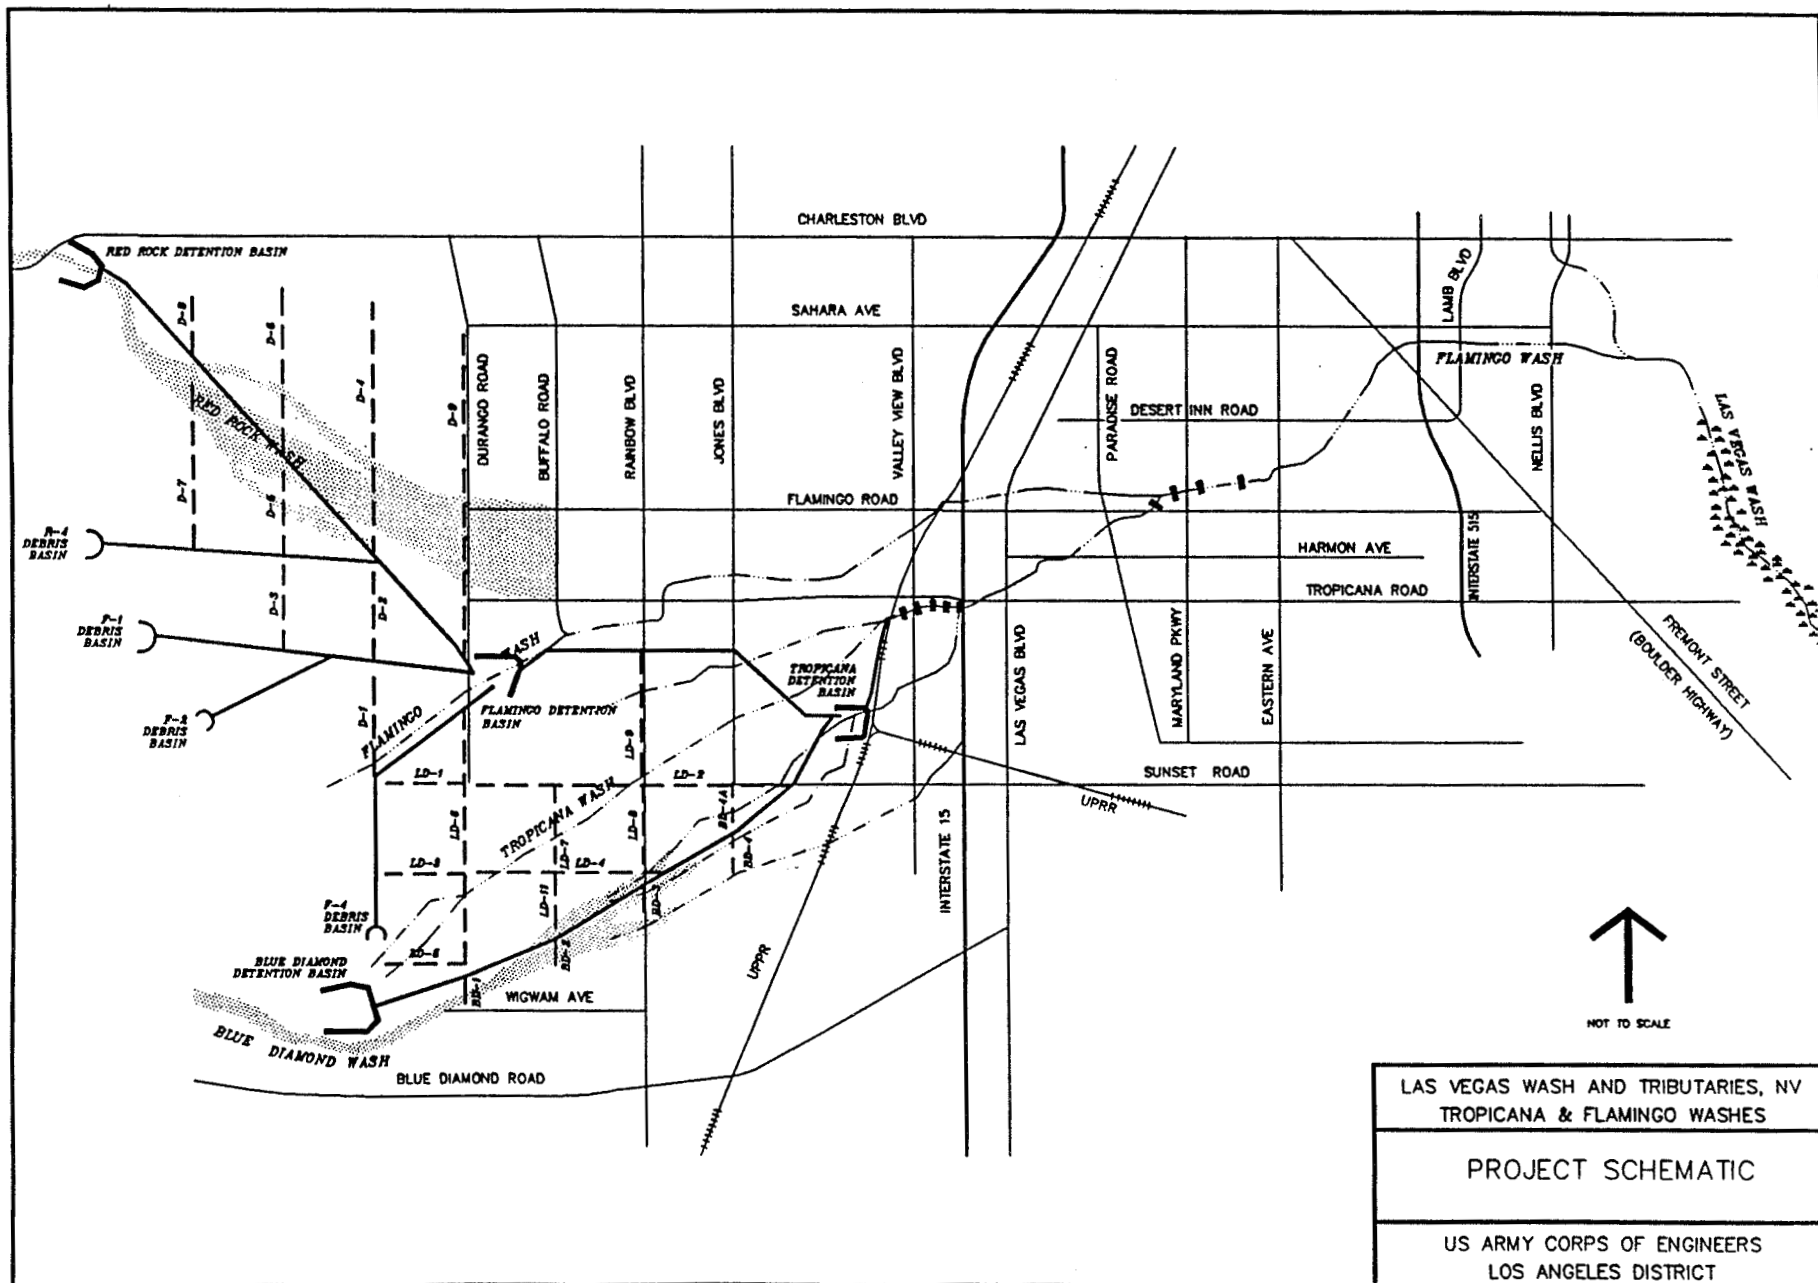 CHARLESTON BLVD
RED ROCK DETENTION BASIN
SAHARA AVE
LAMB BLVD
FLAMINGO WASH
D-8
D-6
D-4
D-9
DURANGO ROAD
BUFFALO ROAD
RAINBOW BLVD
JONES BLVD
VALLEY VIEW BLVD
PARADISE ROAD
DESERT INN ROAD
NELLIS BLVD
LAS VEGAS WASH
RED ROCK WASH
D-7
D-5
FLAMINGO ROAD
R-4
DEBRIS
BASIN
HARMON AVE
INTERSTATE 515
TROPICANA ROAD
F-1
DEBRIS
BASIN
D-3
D-2
FLAMINGO WASH
LAS VEGAS BLVD
MARYLAND PKWY
EASTERN AVE
FREMONT STREET
(BOULDER HIGHWAY)
TROPICANA
DETENTION
BASIN
F-2
DEBRIS
BASIN
D-1
FLAMINGO DETENTION
BASIN
LD-9
LD-1
LD-2
SUNSET ROAD
UPRR
TROPICANA WASH
LD-6
LD-7
LD-8
BD-4A
BD-4
INTERSTATE 15
LD-3
LD-4
LD-11
BD-3
F-4
DEBRIS
BASIN
BD-2
BLUE DIAMOND
DETENTION BASIN
BD-1
WIGWAM AVE
UPPR
BLUE DIAMOND WASH
BLUE DIAMOND ROAD
NOT TO SCALE
LAS VEGAS WASH AND TRIBUTARIES, NV
TROPICANA & FLAMINGO WASHES
PROJECT SCHEMATIC
US ARMY CORPS OF ENGINEERS
LOS ANGELES DISTRICT